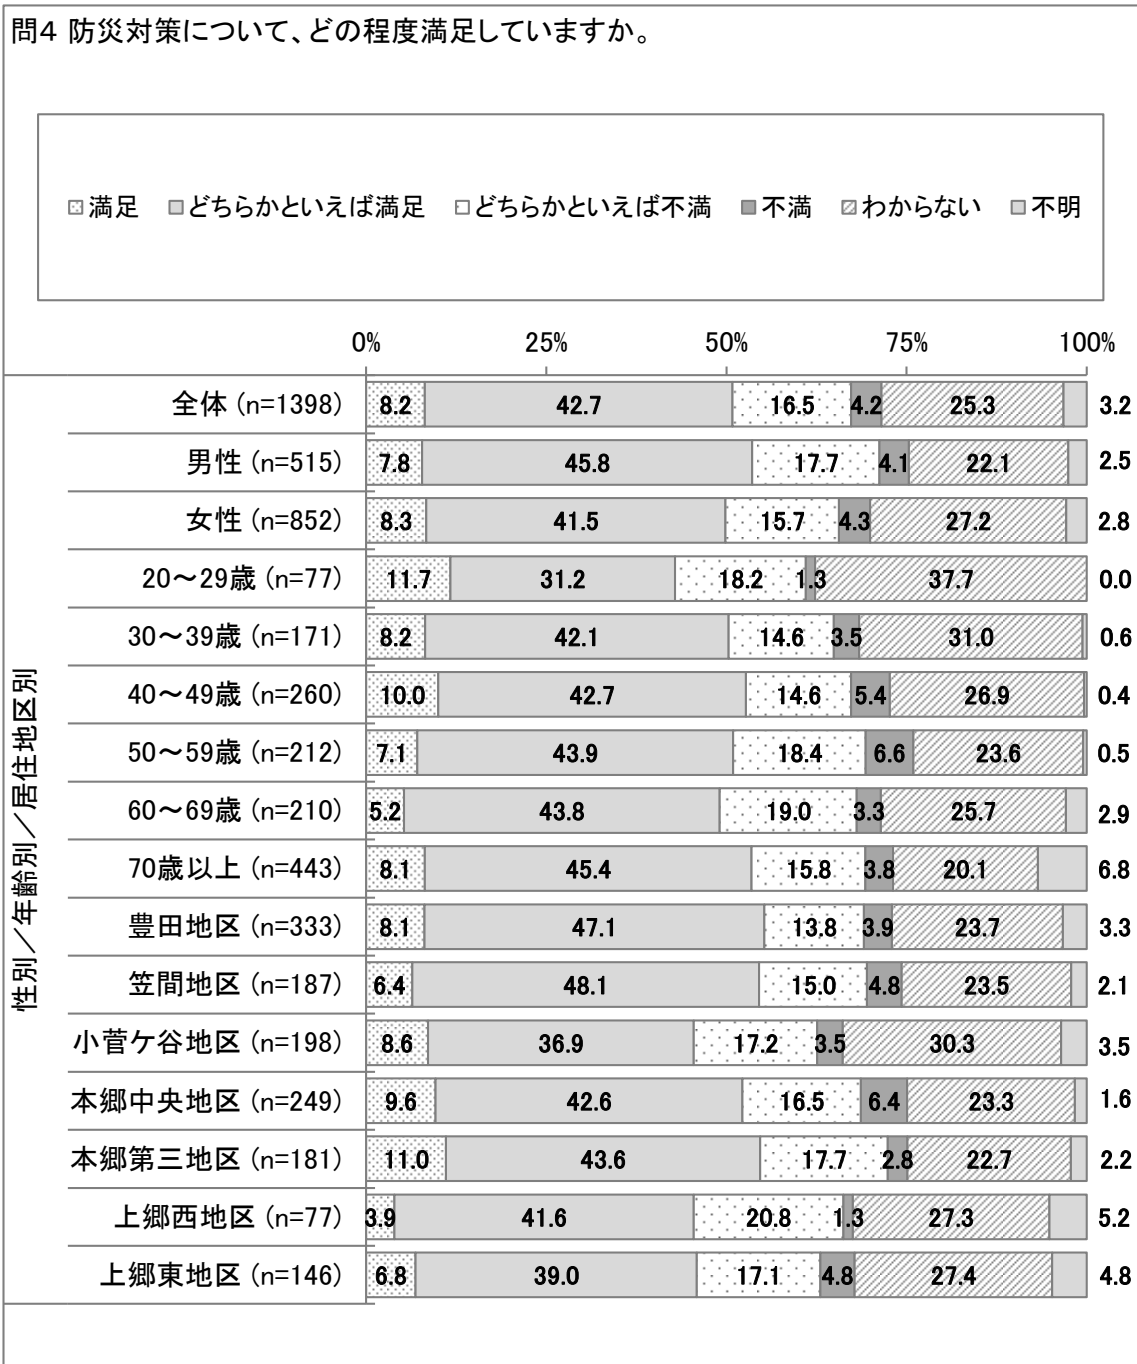 問4 防災対策について、どの程度満足していますか。
満足 どちらかといえば満足 どちらかといえば不満 不満 わからない 不明
0% 25% 50% 75% 100%
性別／年齢別／居住地区別
全体 (n=1398) 8.2 42.7 16.5 4.2 25.3 3.2
男性 (n=515) 7.8 45.8 17.7 4.1 22.1 2.5
女性 (n=852) 8.3 41.5 15.7 4.3 27.2 2.8
20～29歳 (n=77) 11.7 31.2 18.2 1.3 37.7 0.0
30～39歳 (n=171) 8.2 42.1 14.6 3.5 31.0 0.6
40～49歳 (n=260) 10.0 42.7 14.6 5.4 26.9 0.4
50～59歳 (n=212) 7.1 43.9 18.4 6.6 23.6 0.5
60～69歳 (n=210) 5.2 43.8 19.0 3.3 25.7 2.9
70歳以上 (n=443) 8.1 45.4 15.8 3.8 20.1 6.8
豊田地区 (n=333) 8.1 47.1 13.8 3.9 23.7 3.3
笠間地区 (n=187) 6.4 48.1 15.0 4.8 23.5 2.1
小菅ケ谷地区 (n=198) 8.6 36.9 17.2 3.5 30.3 3.5
本郷中央地区 (n=249) 9.6 42.6 16.5 6.4 23.3 1.6
本郷第三地区 (n=181) 11.0 43.6 17.7 2.8 22.7 2.2
上郷西地区 (n=77) 3.9 41.6 20.8 1.3 27.3 5.2
上郷東地区 (n=146) 6.8 39.0 17.1 4.8 27.4 4.8